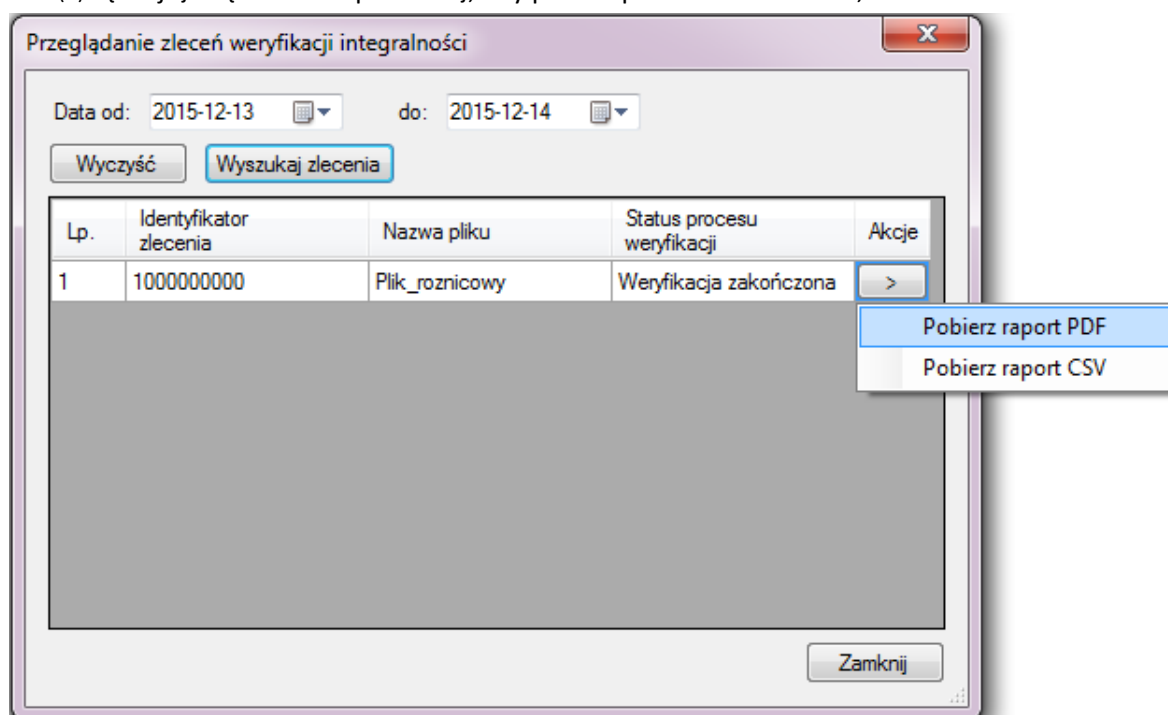 Przeglądanie zleceń weryfikacji integralności
Data od: 2015-12-13 do: 2015-12-14
Wyczyść Wyszukaj zlecenia
Lp. Identyfikator zlecenia Nazwa pliku Status procesu weryfikacji Akcje
1 1000000000 Plik_roznicowy Weryfikacja zakończona >
Pobierz raport PDF
Pobierz raport CSV
Zamknij